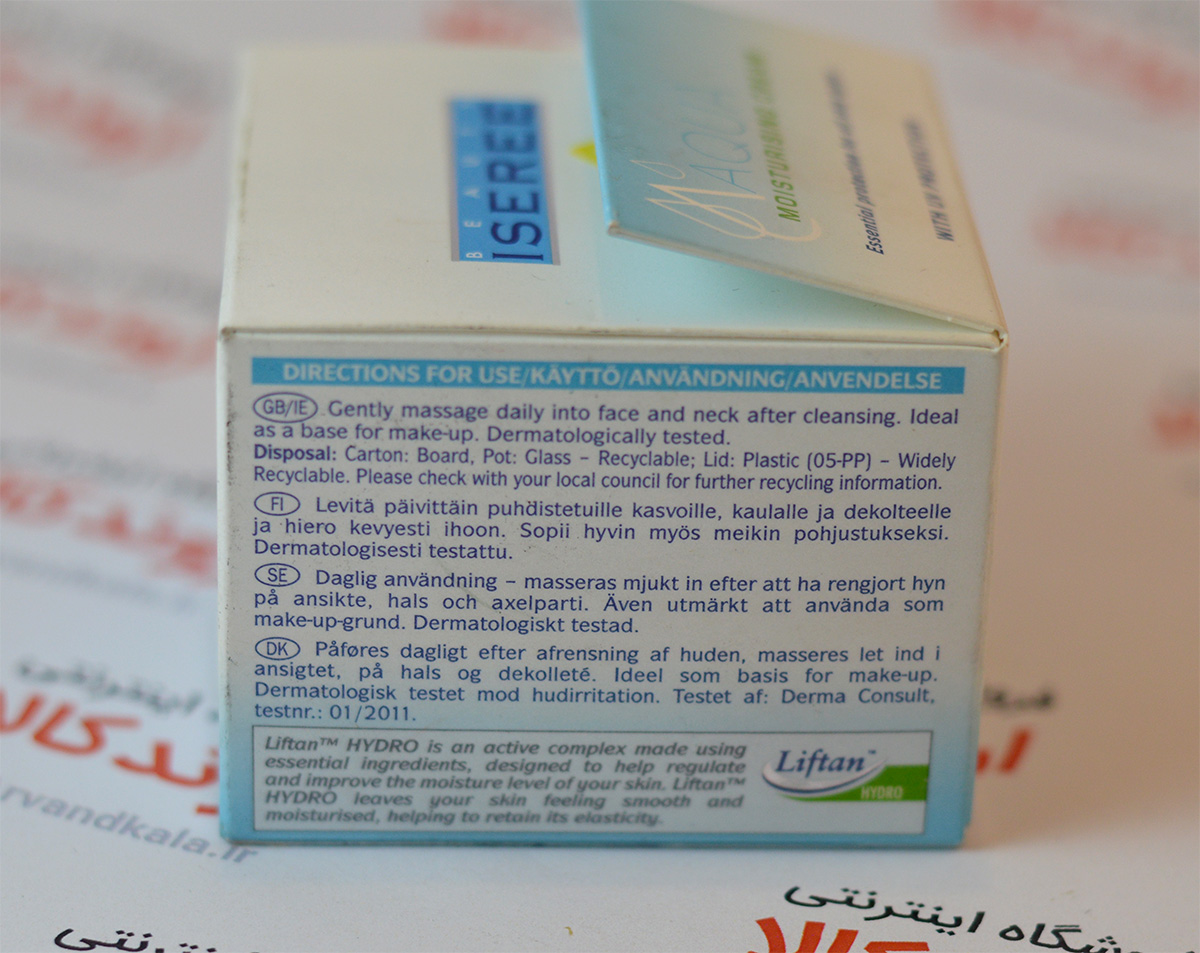 BEAUTY
ISEREE
AQUA
MOISTURISING CREAM
Essential protection
WITH UV PROTECTION
DIRECTIONS FOR USE/KÄYTTÖ/ANVÄNDNING/ANVENDELSE
GB/IE Gently massage daily into face and neck after cleansing. Ideal
as a base for make-up. Dermatologically tested.
Disposal: Carton: Board, Pot: Glass – Recyclable; Lid: Plastic (05-PP) – Widely
Recyclable. Please check with your local council for further recycling information.
FI Levitä päivittäin puhdistetuille kasvoille, kaulalle ja dekolteelle
ja hiero kevyesti ihoon. Sopii hyvin myös meikin pohjustukseksi.
Dermatologisesti testattu.
SE Daglig användning – masseras mjukt in efter att ha rengjort hyn
på ansikte, hals och axelparti. Även utmärkt att använda som
make-up-grund. Dermatologiskt testad.
DK Påføres dagligt efter afrensning af huden, masseres let ind i
ansigtet, på hals og dekolleté. Ideel som basis for make-up.
Dermatologisk testet mod hudirritation. Testet af: Derma Consult,
testnr.: 01/2011.
Liftan™ HYDRO is an active complex made using
essential ingredients, designed to help regulate
and improve the moisture level of your skin. Liftan™
HYDRO leaves your skin feeling smooth and
moisturised, helping to retain its elasticity.
Liftan™
HYDRO
rvandkala.ir
فروشگاه اینترنتی